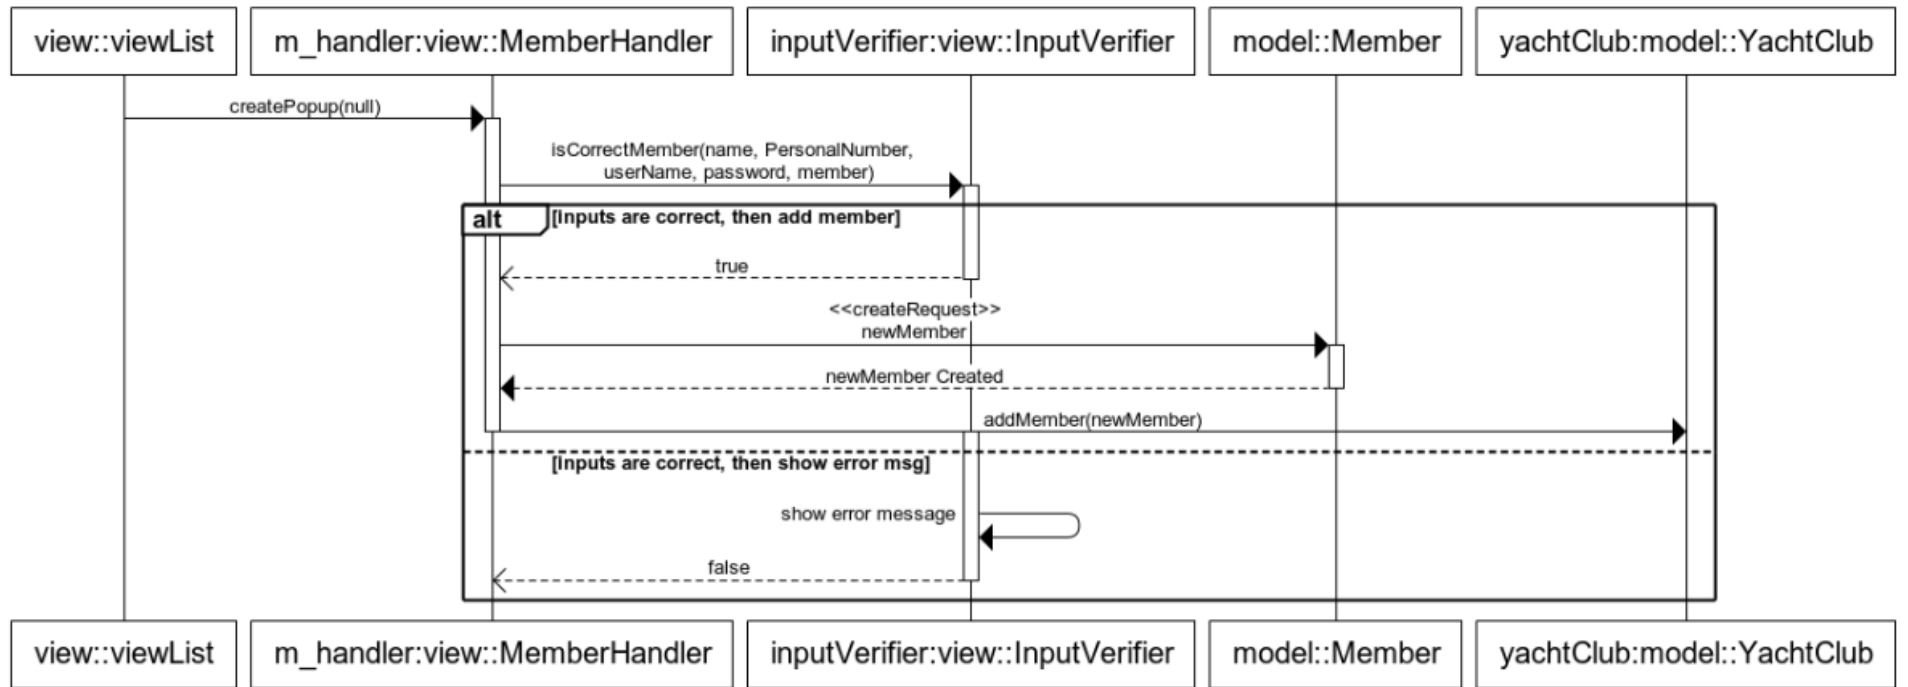 view::viewList
m_handler:view::MemberHandler
inputVerifier:view::InputVerifier
model::Member
yachtClub:model::YachtClub
createPopup(null)
isCorrectMember(name, PersonalNumber,
userName, password, member)
alt
[Inputs are correct, then add member]
true
<<createRequest>>
newMember
newMember Created
addMember(newMember)
[Inputs are correct, then show error msg]
show error message
false
view::viewList
m_handler:view::MemberHandler
inputVerifier:view::InputVerifier
model::Member
yachtClub:model::YachtClub